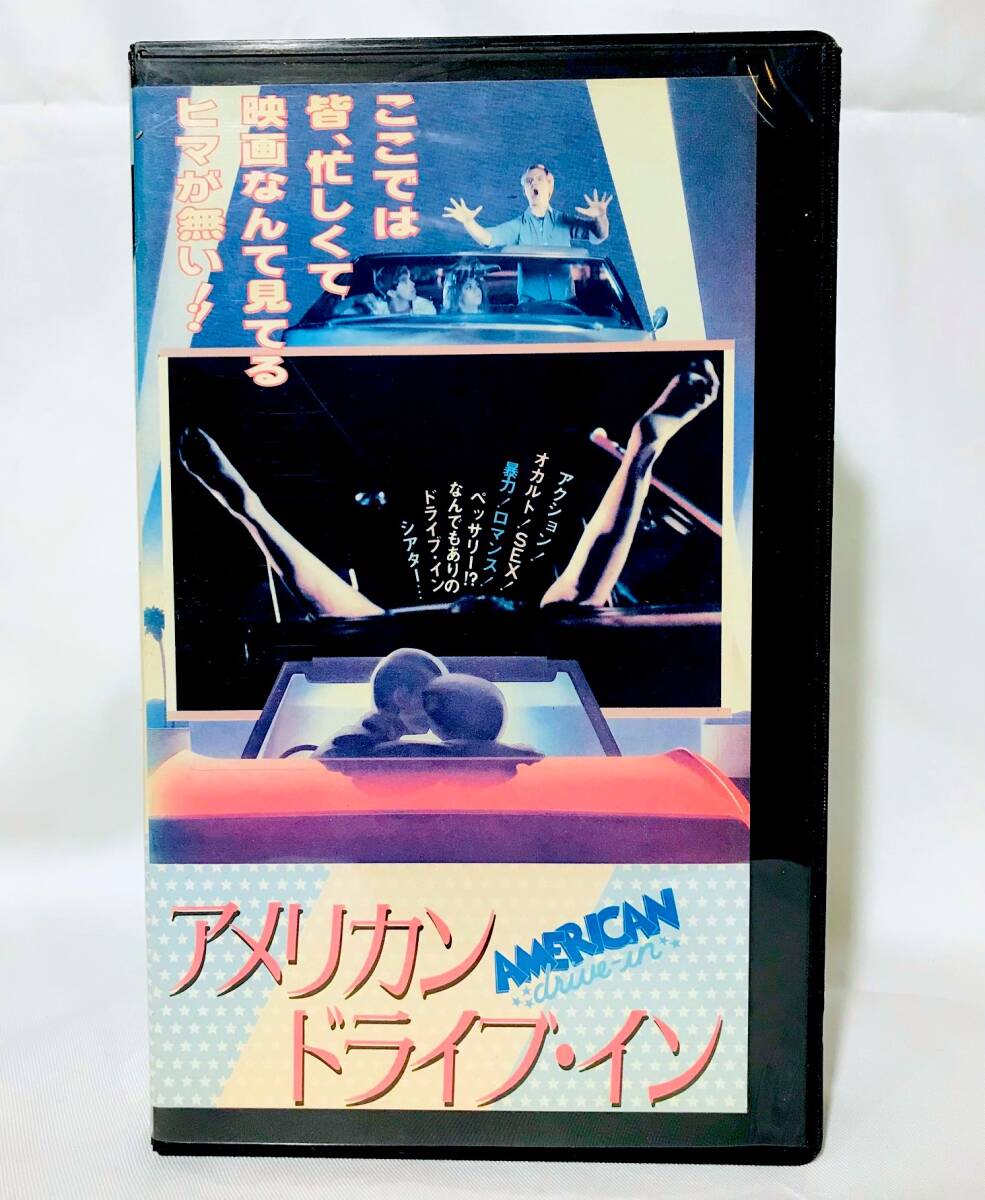 ここでは
皆、忙しくて
映画なんて見てる
ヒマが無い!!
アクション!
オカルト!SEX!
暴力!ロマンス!
ペッサリー!?
なんでもありの
ドライブ・イン
シアター…
アメリカン
AMERICAN
drive-in
ドライブ・イン